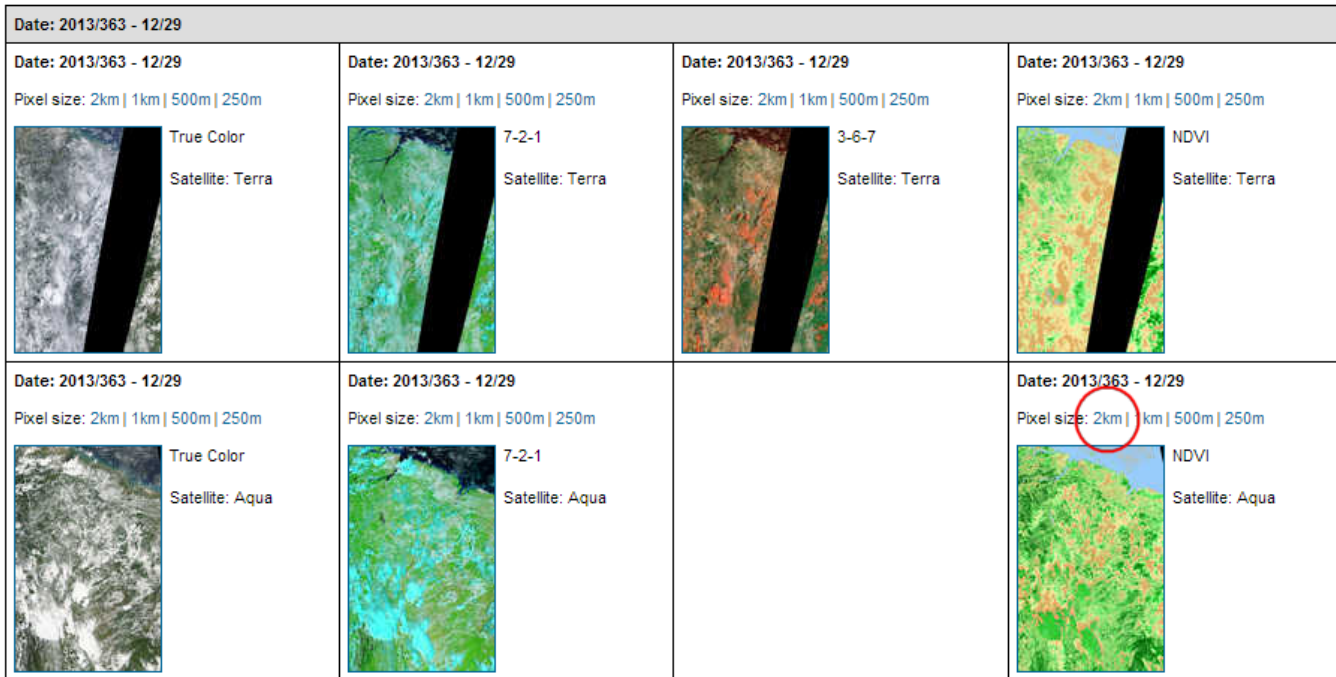 Date: 2013/363 - 12/29
Date: 2013/363 - 12/29
Pixel size: 2km | 1km | 500m | 250m
True Color
Satellite: Terra
Date: 2013/363 - 12/29
Pixel size: 2km | 1km | 500m | 250m
7-2-1
Satellite: Terra
Date: 2013/363 - 12/29
Pixel size: 2km | 1km | 500m | 250m
3-6-7
Satellite: Terra
Date: 2013/363 - 12/29
Pixel size: 2km | 1km | 500m | 250m
NDVI
Satellite: Terra
Date: 2013/363 - 12/29
Pixel size: 2km | 1km | 500m | 250m
True Color
Satellite: Aqua
Date: 2013/363 - 12/29
Pixel size: 2km | 1km | 500m | 250m
7-2-1
Satellite: Aqua
Date: 2013/363 - 12/29
Pixel size: 2km | 1km | 500m | 250m
NDVI
Satellite: Aqua